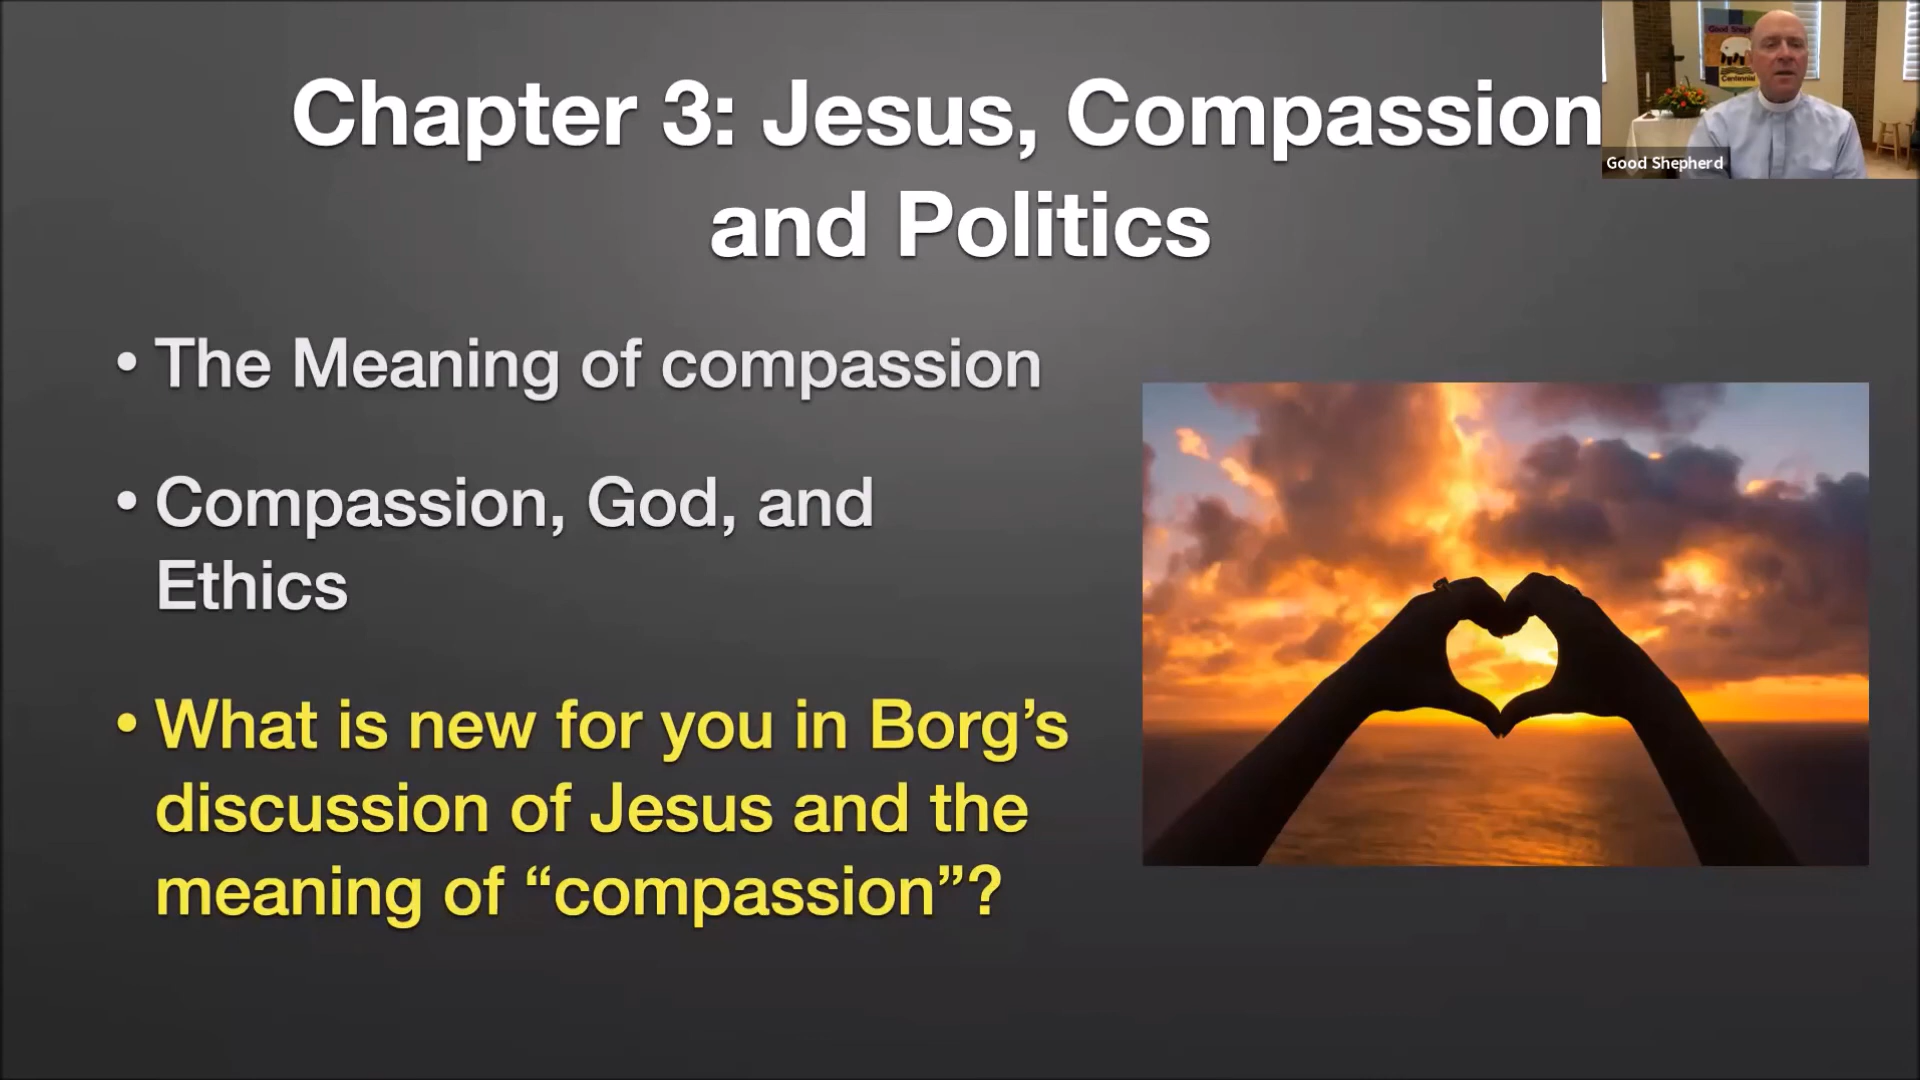 Chapter 3: Jesus, Compassion
and Politics
Good Shepherd
• The Meaning of compassion
• Compassion, God, and
Ethics
• What is new for you in Borg’s
discussion of Jesus and the
meaning of “compassion”?
Centennial